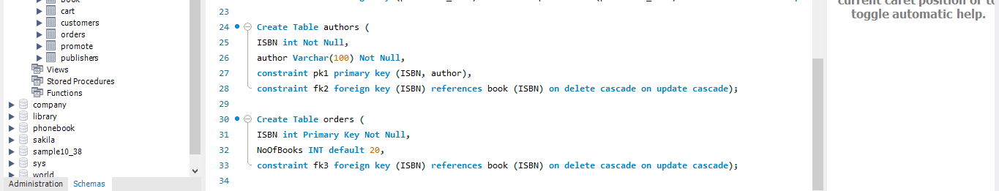 Book
cart
customers
orders
promote
publishers
Views
Stored Procedures
Functions
company
library
phonebook
sakila
sample10_38
sys
world
Administration Schemas
23
24 Create Table authors (
25 ISBN int Not Null,
26 author Varchar(100) Not Null,
27 constraint pk1 primary key (ISBN, author),
28 constraint fk2 foreign key (ISBN) references book (ISBN) on delete cascade on update cascade);
29
30 Create Table orders (
31 ISBN int Primary Key Not Null,
32 NoOfBooks INT default 20,
33 constraint fk3 foreign key (ISBN) references book (ISBN) on delete cascade on update cascade);
34
current caret position or to
toggle automatic help.